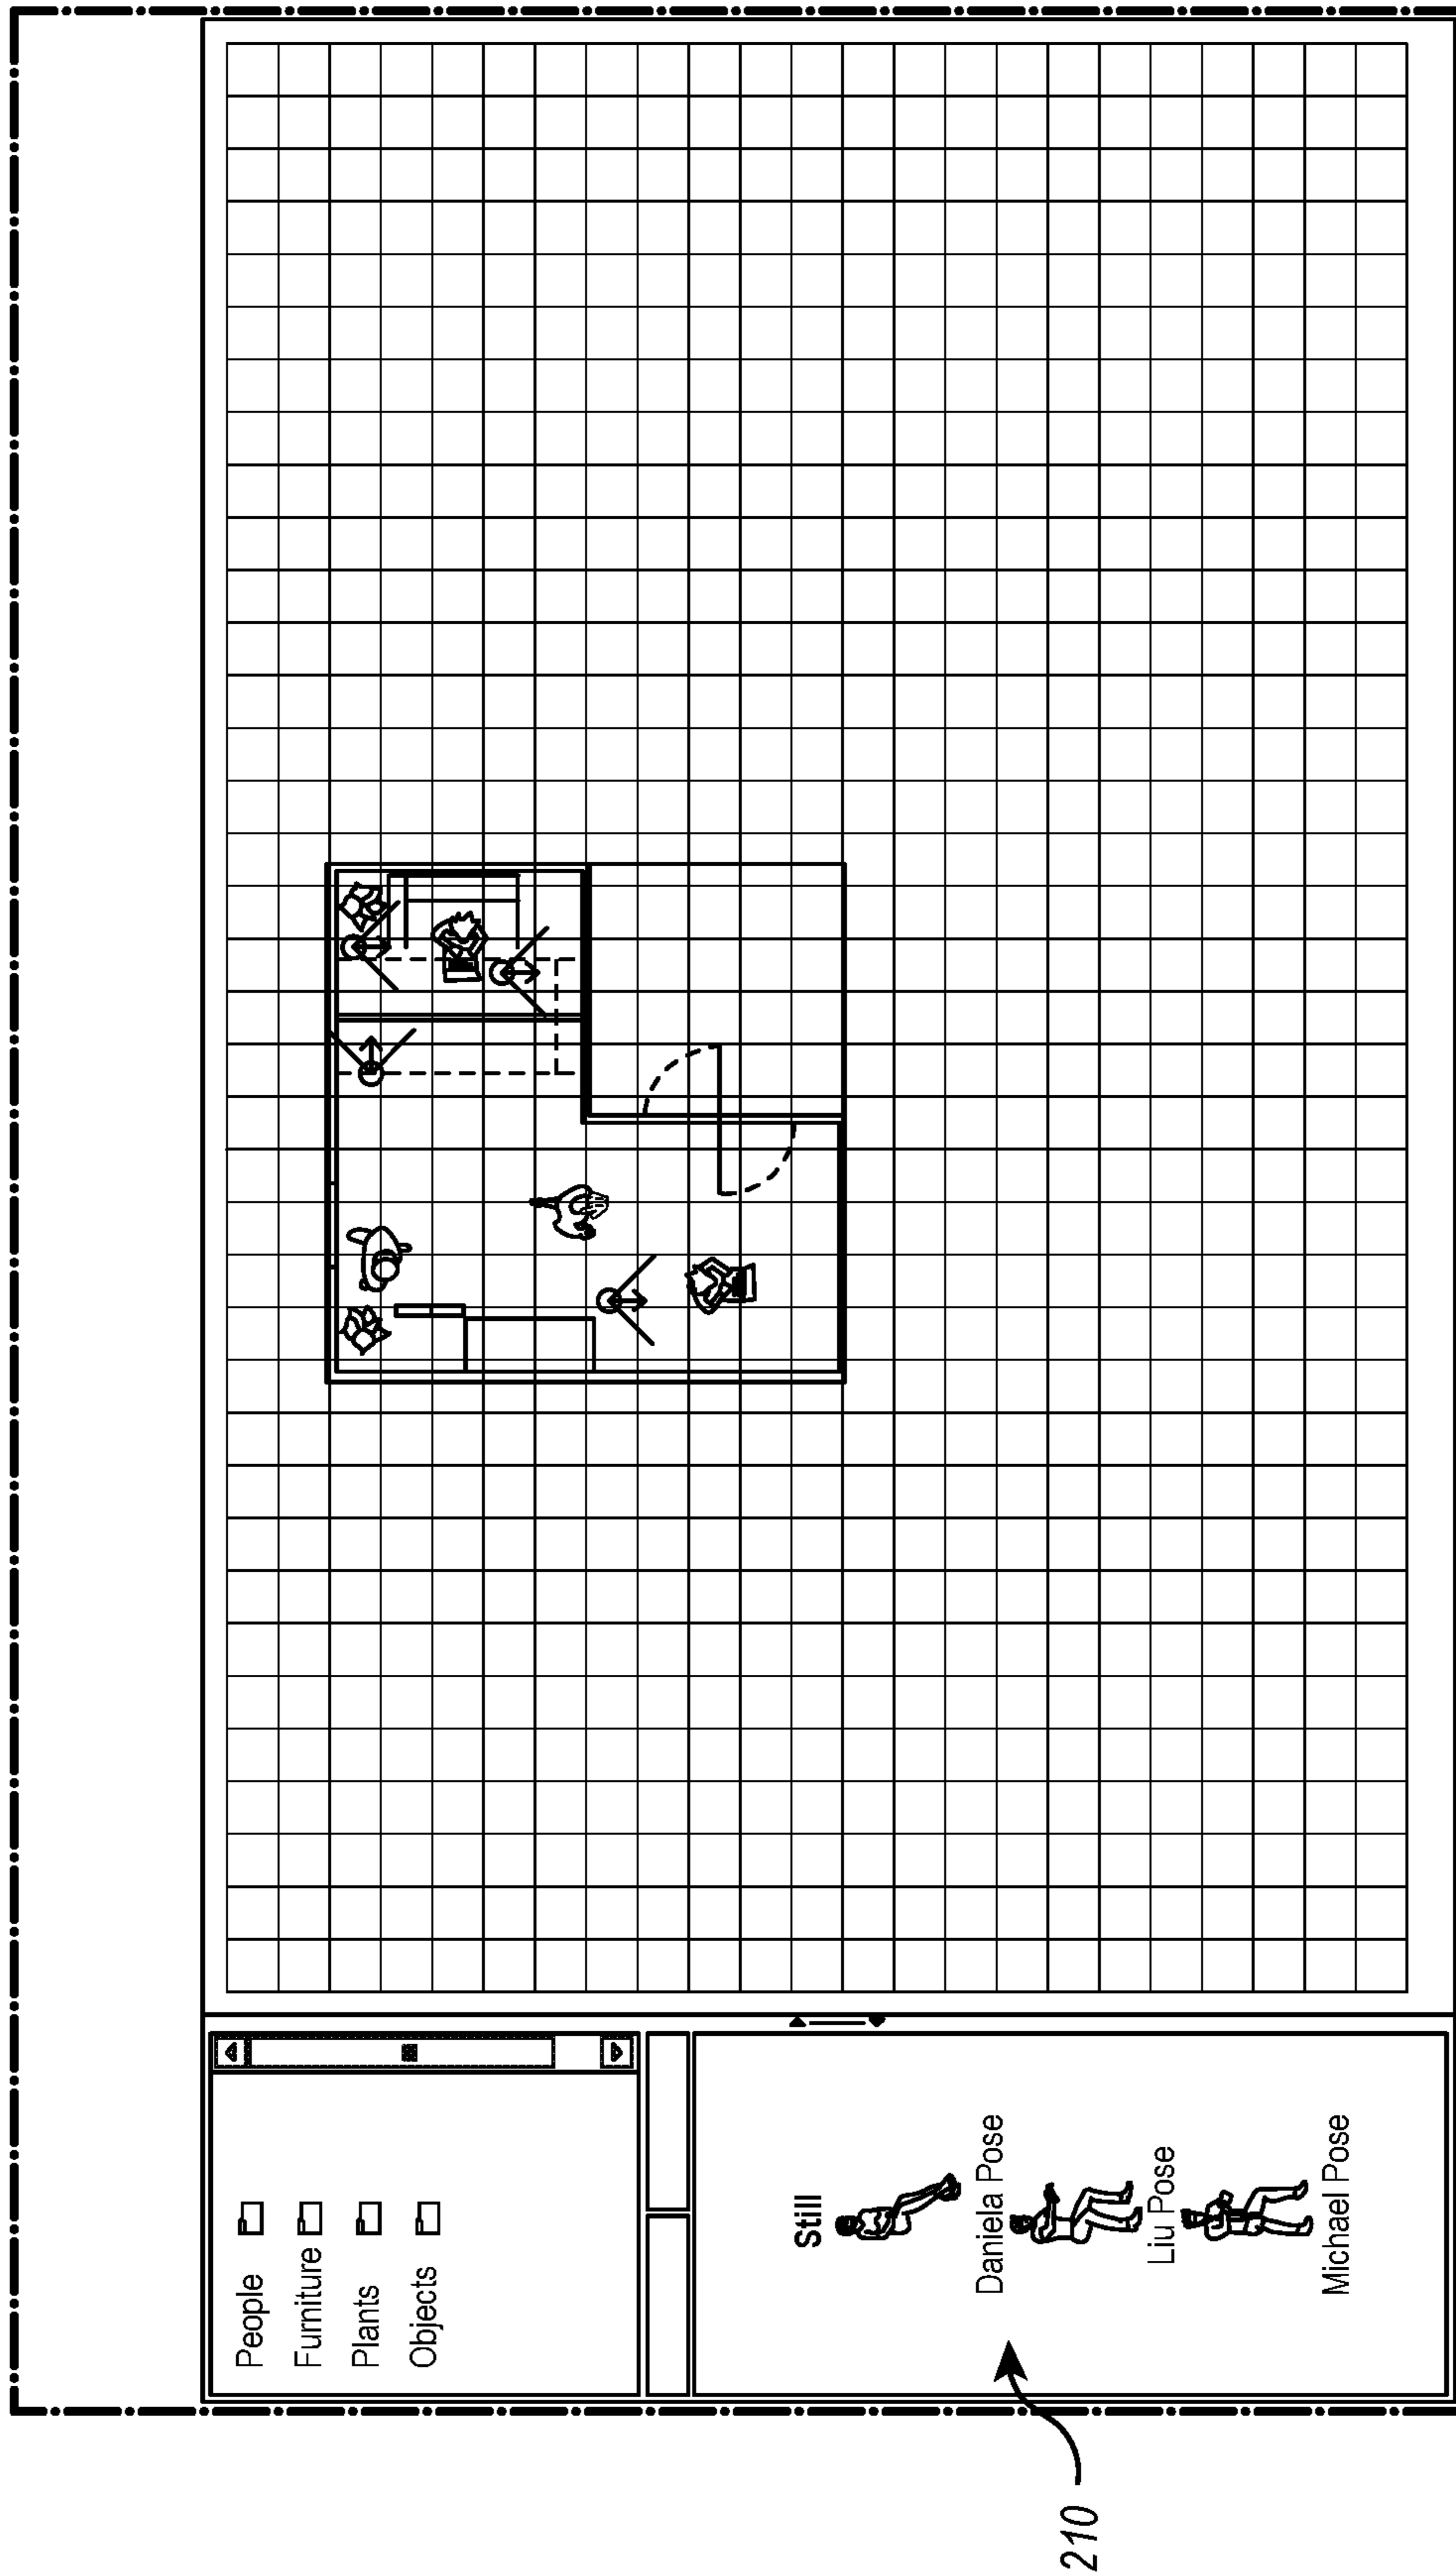 People
Furniture
Plants
Objects
Still
Daniela Pose
Liu Pose
Michael Pose
210